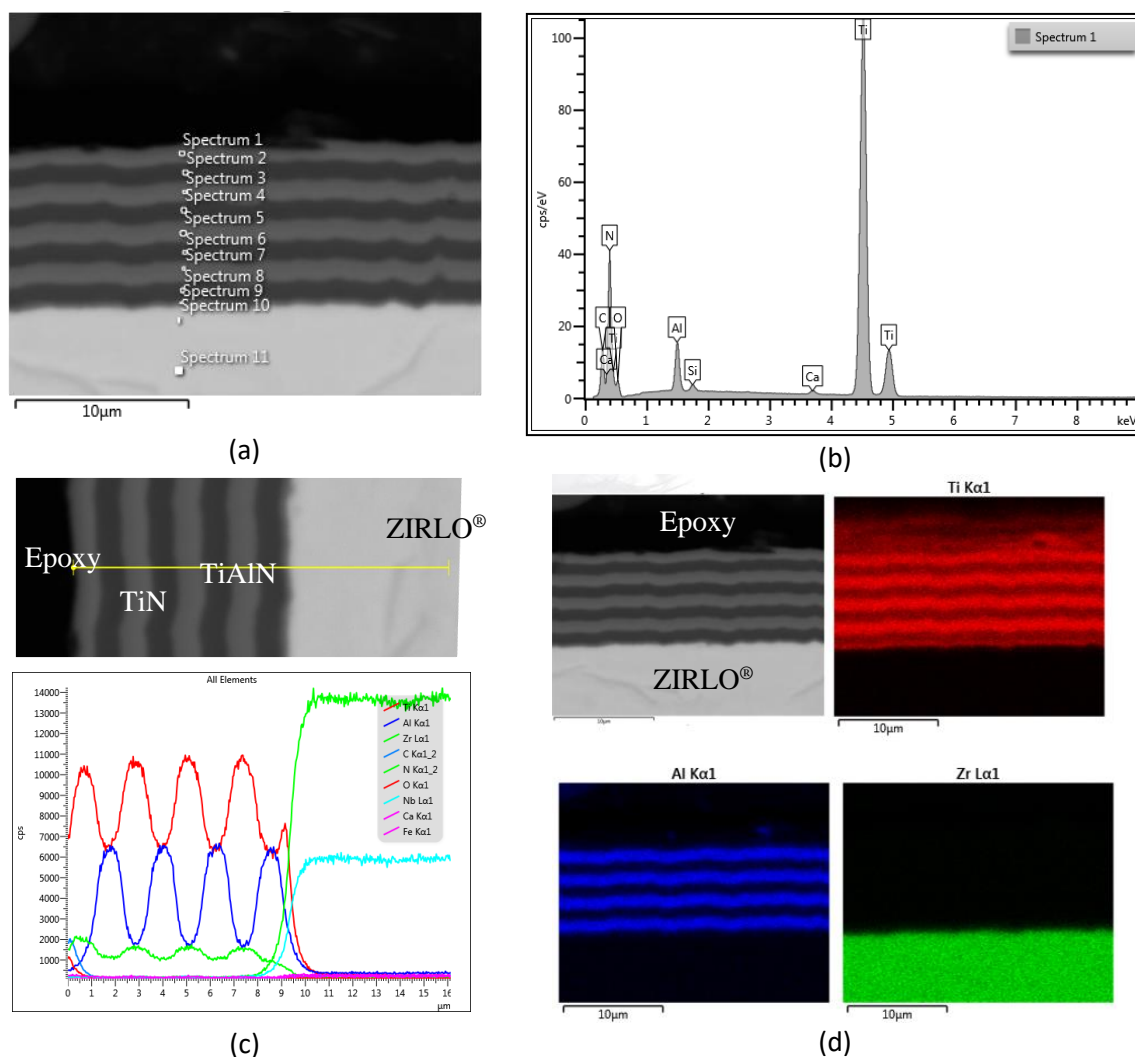 Spectrum 1
Spectrum 2
Spectrum 3
Spectrum 4
Spectrum 5
Spectrum 6
Spectrum 7
Spectrum 8
Spectrum 9
Spectrum 10
Spectrum 11
10µm
(a)
Ti
Spectrum 1
100
80
60
40
20
0
cps/eV
N
C
O
Ti
Ca
Al
Si
Ca
Ti
0 1 2 3 4 5 6 7 8 keV
(b)
Epoxy
TiN
TiAlN
ZIRLO®
All Elements
14000
13000
12000
11000
10000
9000
8000
7000
6000
5000
4000
3000
2000
1000
cps
Ti Kα1
Al Kα1
Zr Lα1
C Kα1_2
N Kα1_2
O Kα1
Nb Lα1
Ca Kα1
Fe Kα1
0 1 2 3 4 5 6 7 8 9 10 11 12 13 14 15 16
µm
(c)
Epoxy
ZIRLO®
10µm
Ti Kα1
10µm
Al Kα1
10µm
Zr Lα1
10µm
(d)